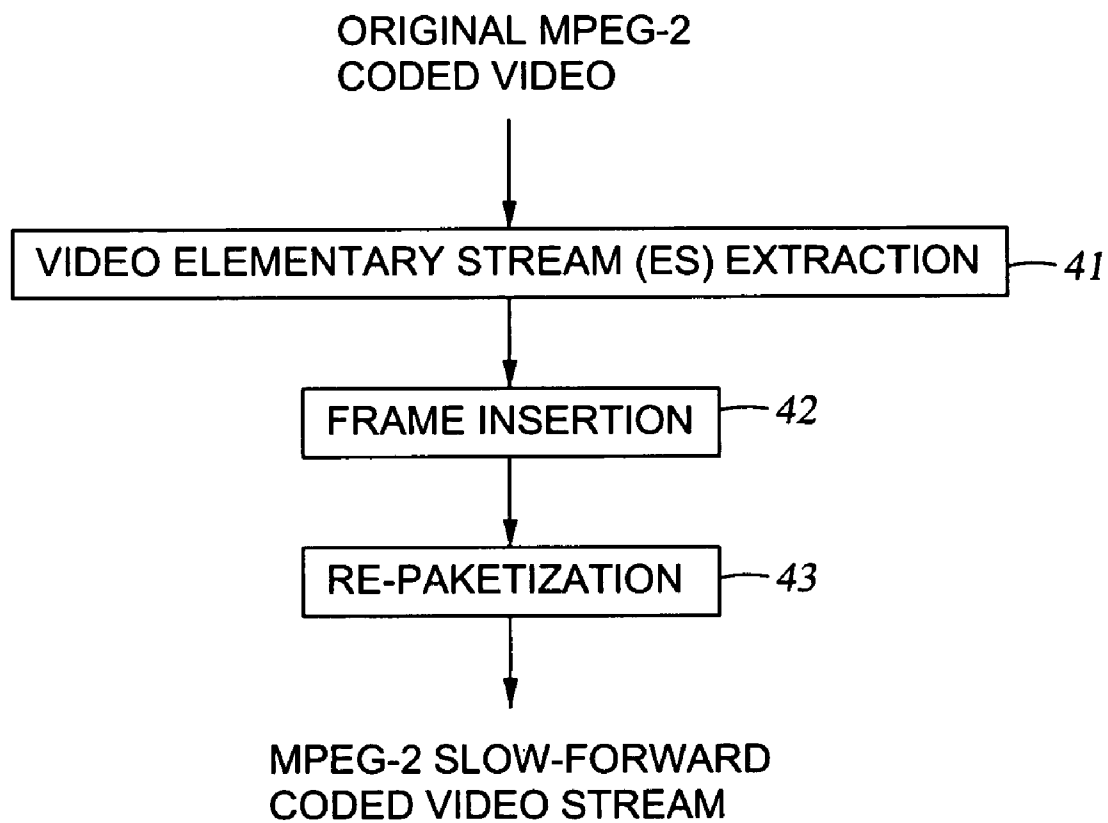 ORIGINAL MPEG-2
CODED VIDEO
VIDEO ELEMENTARY STREAM (ES) EXTRACTION
41
FRAME INSERTION
42
RE-PAKETIZATION
43
MPEG-2 SLOW-FORWARD
CODED VIDEO STREAM